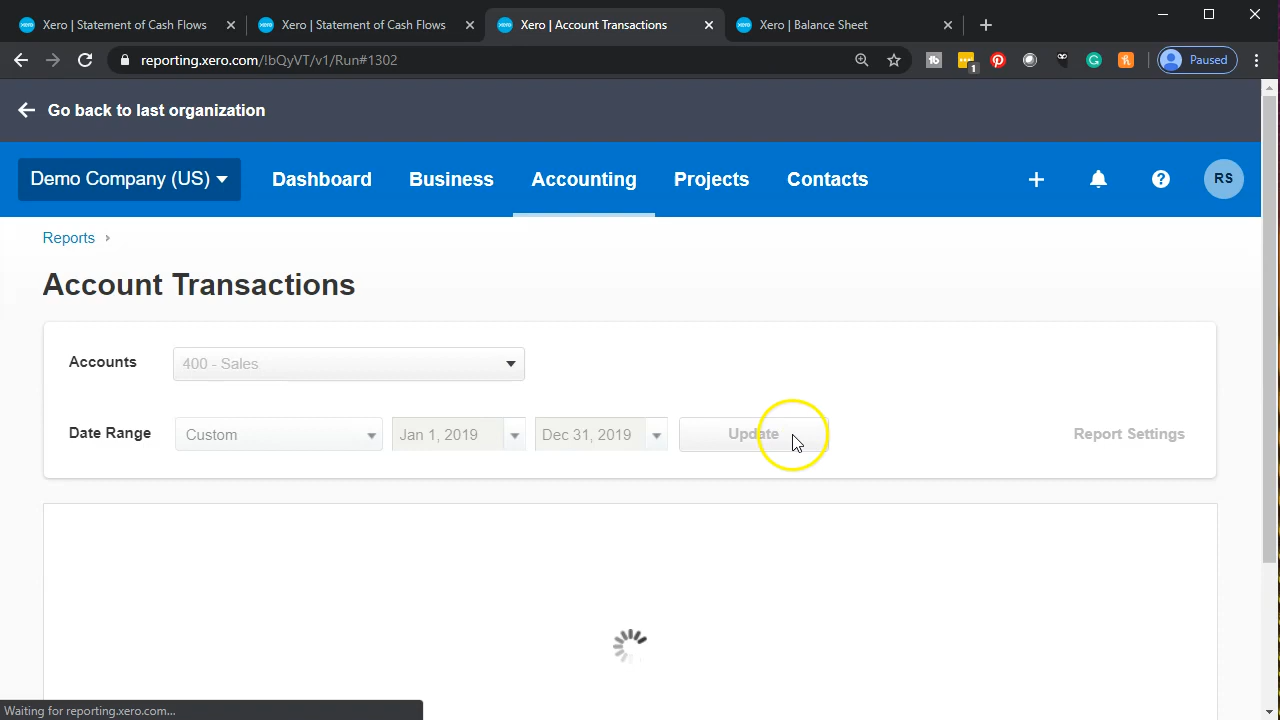 Xero | Statement of Cash Flows
Xero | Statement of Cash Flows
Xero | Account Transactions
Xero | Balance Sheet
reporting.xero.com/!bQyVT/v1/Run#1302
1
Paused
Go back to last organization
Demo Company (US)
Dashboard
Business
Accounting
Projects
Contacts
RS
Reports
Account Transactions
Accounts
400 - Sales
Date Range
Custom
Jan 1, 2019
Dec 31, 2019
Update
Report Settings
Waiting for reporting.xero.com...